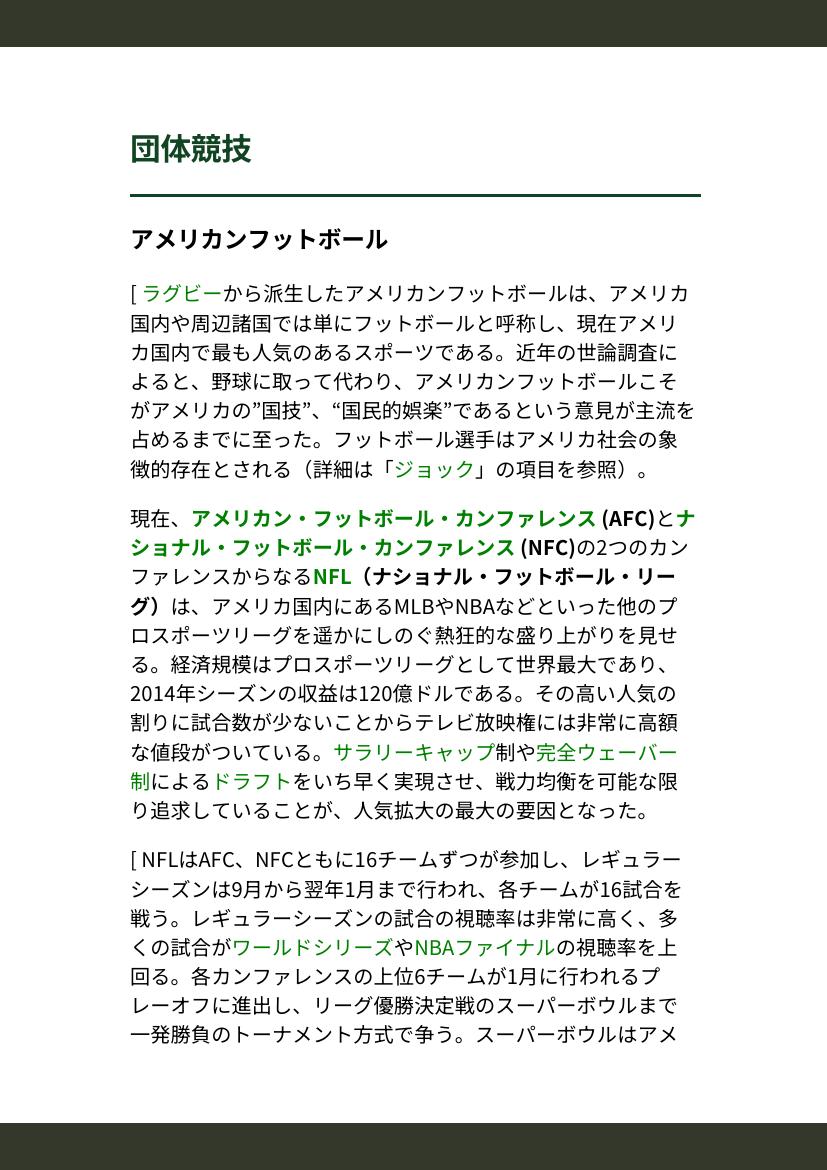 団体競技
アメリカンフットボール
[ ラグビーから派生したアメリカンフットボールは、アメリカ
国内や周辺諸国では単にフットボールと呼称し、現在アメリ
カ国内で最も人気のあるスポーツである。近年の世論調査に
よると、野球に取って代わり、アメリカンフットボールこそ
がアメリカの”国技”、“国民的娯楽”であるという意見が主流を
占めるまでに至った。フットボール選手はアメリカ社会の象
徴的存在とされる（詳細は「ジョック」の項目を参照）。
現在、アメリカン・フットボール・カンファレンス (AFC)とナ
ショナル・フットボール・カンファレンス (NFC)の2つのカン
ファレンスからなるNFL（ナショナル・フットボール・リー
グ）は、アメリカ国内にあるMLBやNBAなどといった他のプ
ロスポーツリーグを遥かにしのぐ熱狂的な盛り上がりを見せ
る。経済規模はプロスポーツリーグとして世界最大であり、
2014年シーズンの収益は120億ドルである。その高い人気の
割りに試合数が少ないことからテレビ放映権には非常に高額
な値段がついている。サラリーキャップ制や完全ウェーバー
制によるドラフトをいち早く実現させ、戦力均衡を可能な限
り追求していることが、人気拡大の最大の要因となった。
[ NFLはAFC、NFCともに16チームずつが参加し、レギュラー
シーズンは9月から翌年1月まで行われ、各チームが16試合を
戦う。レギュラーシーズンの試合の視聴率は非常に高く、多
くの試合がワールドシリーズやNBAファイナルの視聴率を上
回る。各カンファレンスの上位6チームが1月に行われるプ
レーオフに進出し、リーグ優勝決定戦のスーパーボウルまで
一発勝負のトーナメント方式で争う。スーパーボウルはアメ